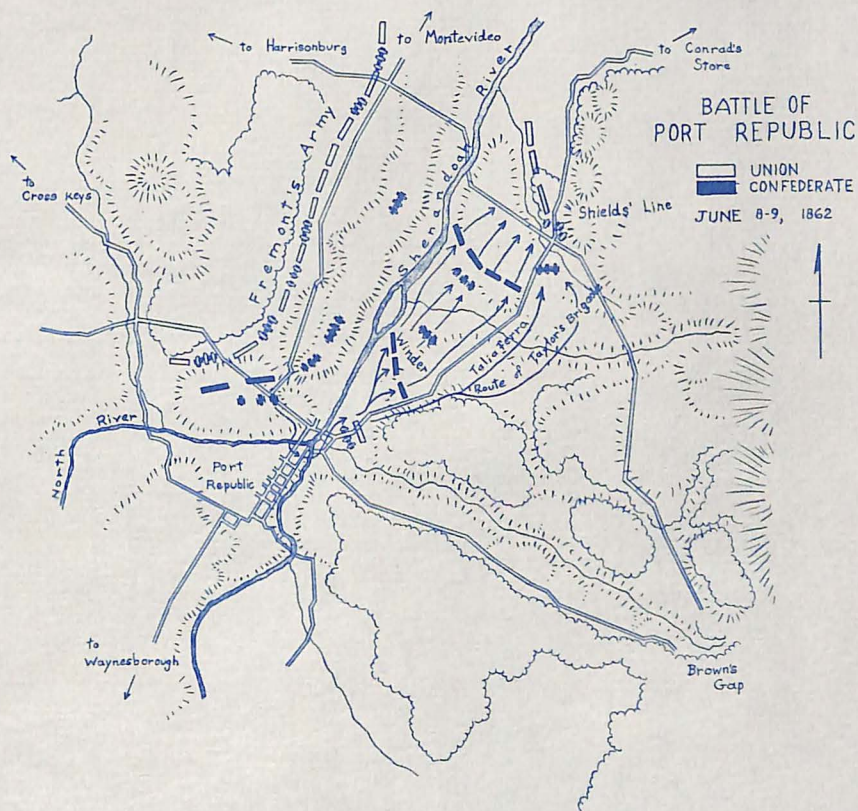 BATTLE OF
PORT REPUBLIC
UNION
CONFEDERATE
JUNE 8-9, 1862
to Harrisonburg
to Montevideo
to Conrad's
Store
to
Cross Keys
Fremont's Army
Shenandoah River
Shields' Line
Winder
Taliaferro
Route of Taylor's Brigade
North River
Port
Republic
to
Waynesborough
Brown's
Gap